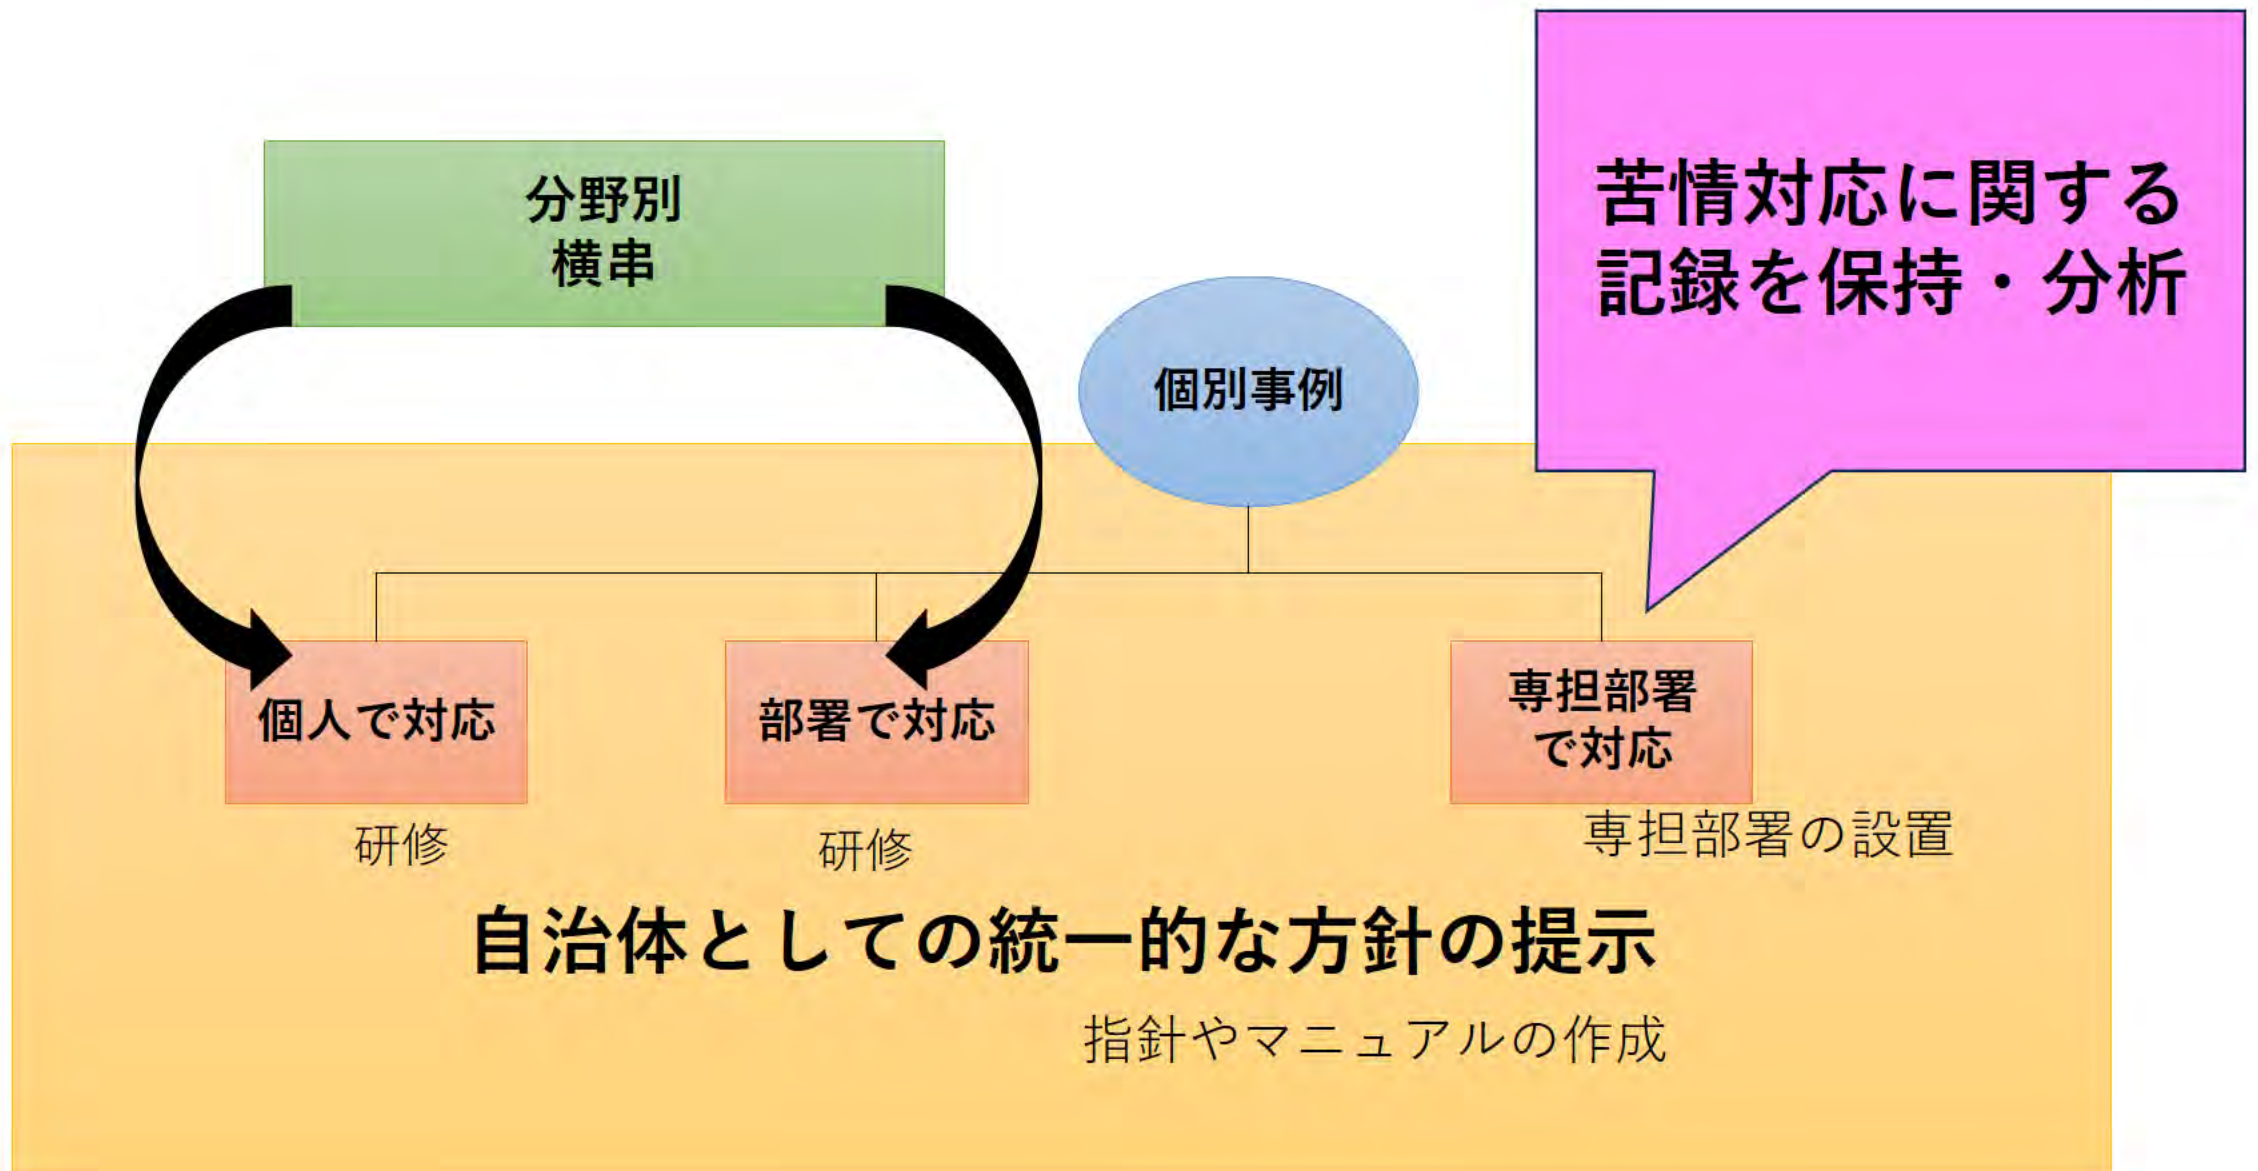 分野別
横串
苦情対応に関する
記録を保持・分析
個別事例
個人で対応
部署で対応
専担部署
で対応
研修
研修
専担部署の設置
自治体としての統一的な方針の提示
指針やマニュアルの作成